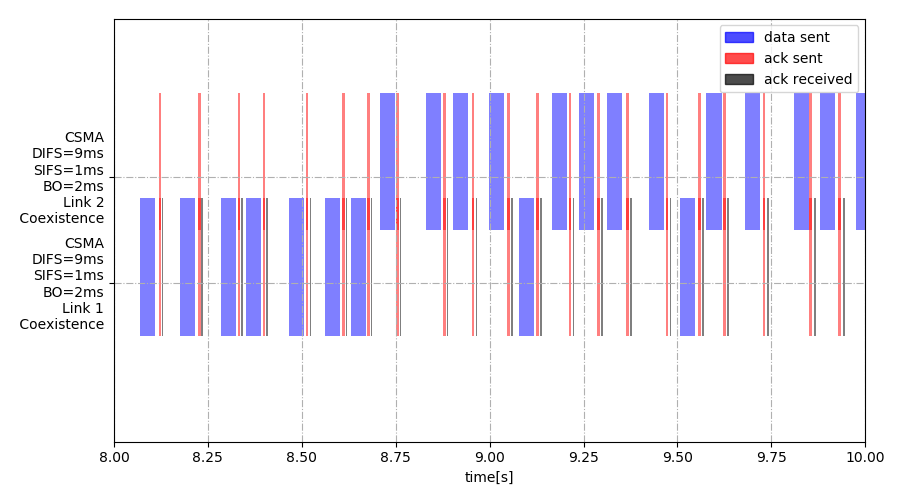 data sent
ack sent
ack received
CSMA
DIFS=9ms
SIFS=1ms
BO=2ms
Link 2
Coexistence
CSMA
DIFS=9ms
SIFS=1ms
BO=2ms
Link 1
Coexistence
8.00 8.25 8.50 8.75 9.00 9.25 9.50 9.75 10.00
time[s]